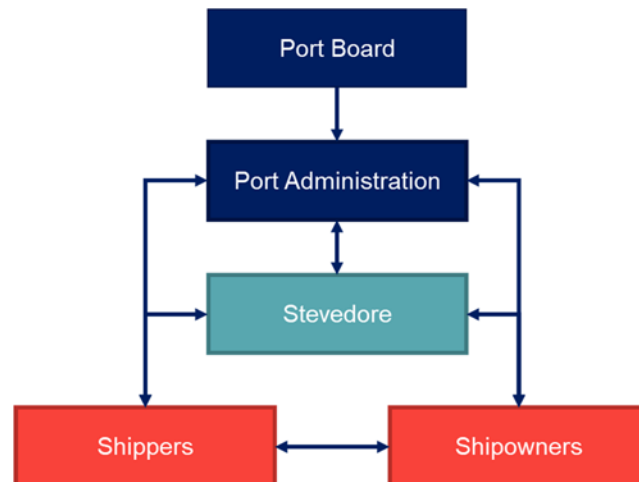 Port Board
Port Administration
Stevedore
Shippers
Shipowners